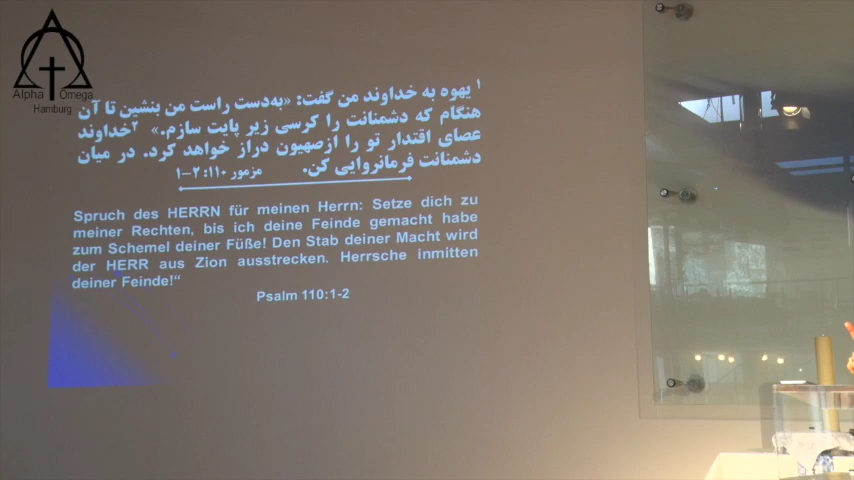 Alpha Omega
Hamburg
۱ یهوه به خداوند من گفت: «به‌دست راست من بنشین تا آن
هنگام که دشمنانت را کرسی زیر پایت سازم.» ۲خداوند
عصای اقتدار تو را ازصهیون دراز خواهد کرد. در میان
دشمنانت فرمانروایی کن. مزمور ۱۱۰: ۲–۱
Spruch des HERRN für meinen Herrn: Setze dich zu
meiner Rechten, bis ich deine Feinde gemacht habe
zum Schemel deiner Füße! Den Stab deiner Macht wird
der HERR aus Zion ausstrecken. Herrsche inmitten
deiner Feinde!“
Psalm 110:1-2